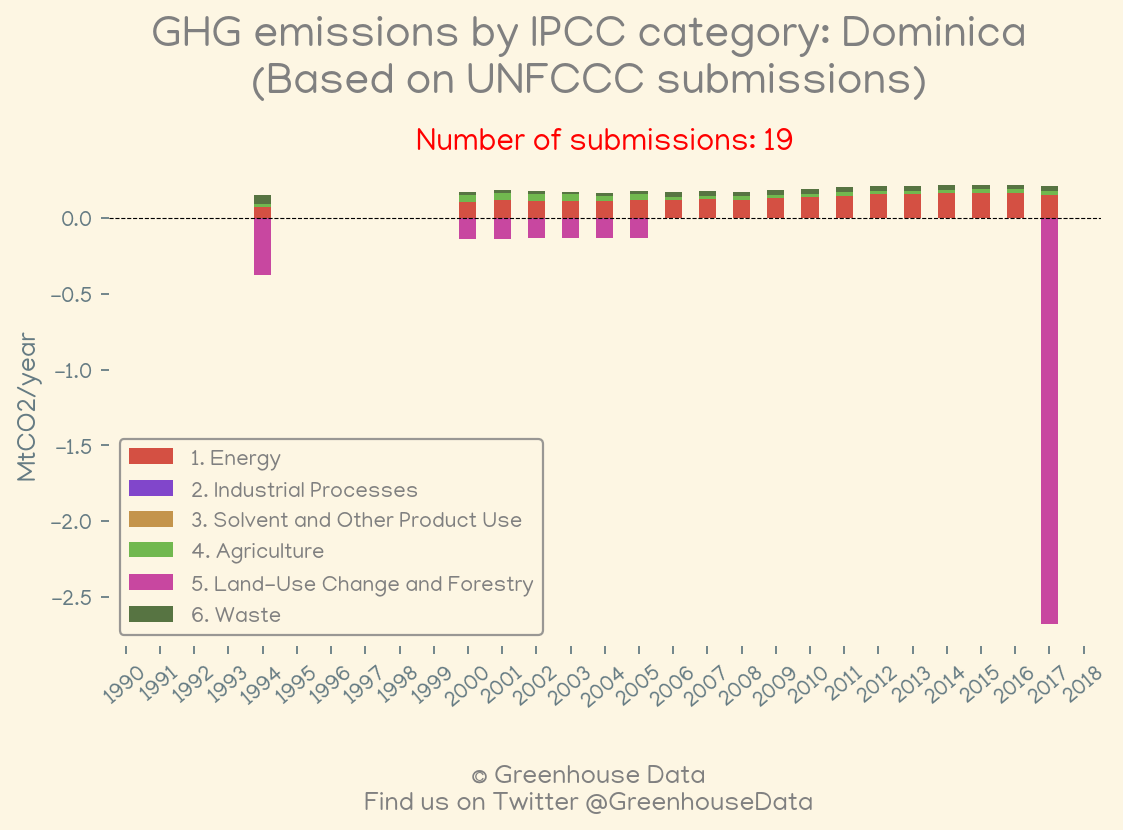 GHG emissions by IPCC category: Dominica
(Based on UNFCCC submissions)
Number of submissions: 19
MtCO2/year
0.0
−0.5
−1.0
−1.5
−2.0
−2.5
1. Energy
2. Industrial Processes
3. Solvent and Other Product Use
4. Agriculture
5. Land-Use Change and Forestry
6. Waste
1990 1991 1992 1993 1994 1995 1996 1997 1998 1999 2000 2001 2002 2003 2004 2005 2006 2007 2008 2009 2010 2011 2012 2013 2014 2015 2016 2017 2018
© Greenhouse Data
Find us on Twitter @GreenhouseData